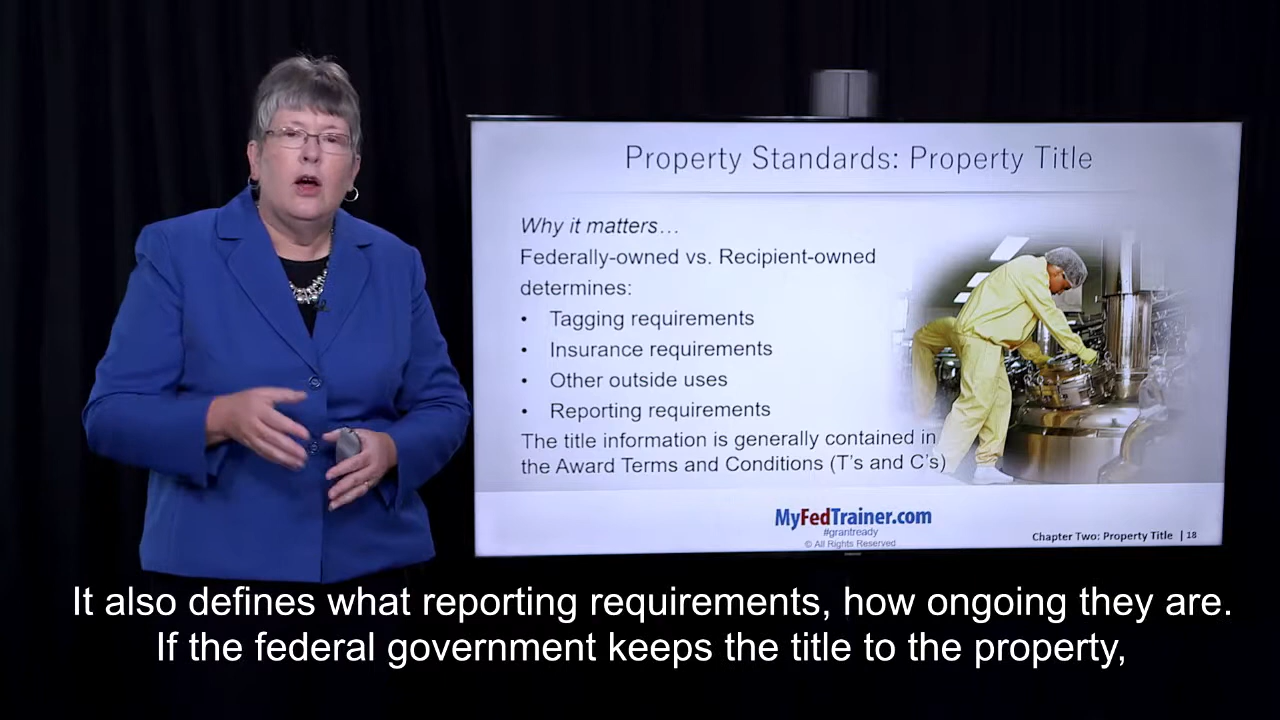 Property Standards: Property Title
Why it matters…
Federally-owned vs. Recipient-owned
determines:
• Tagging requirements
• Insurance requirements
• Other outside uses
• Reporting requirements
The title information is generally contained in
the Award Terms and Conditions (T's and C's)
MyFedTrainer.com
#grantready
© All Rights Reserved
Chapter Two: Property Title | 18
It also defines what reporting requirements, how ongoing they are.
If the federal government keeps the title to the property,